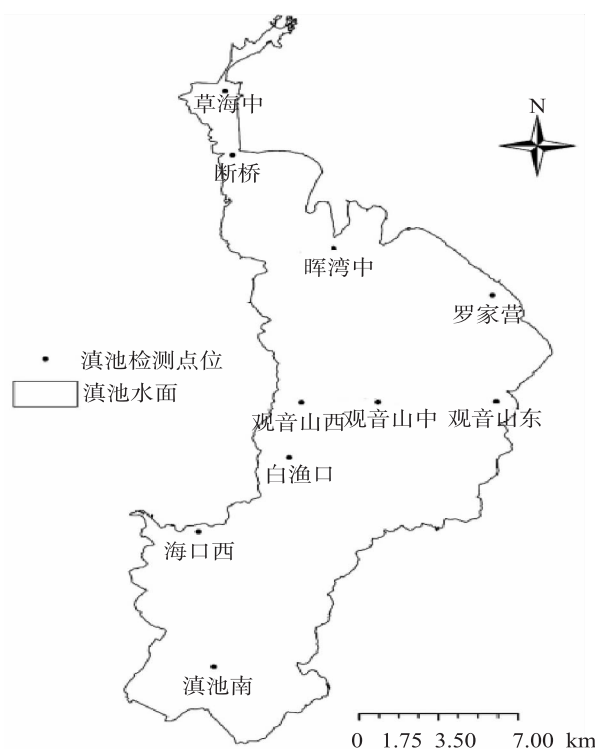 草海中
N
断桥
晖湾中
罗家营
滇池检测点位
滇池水面
观音山西
观音山中
观音山东
白渔口
海口西
滇池南
0 1.75 3.50 7.00 km